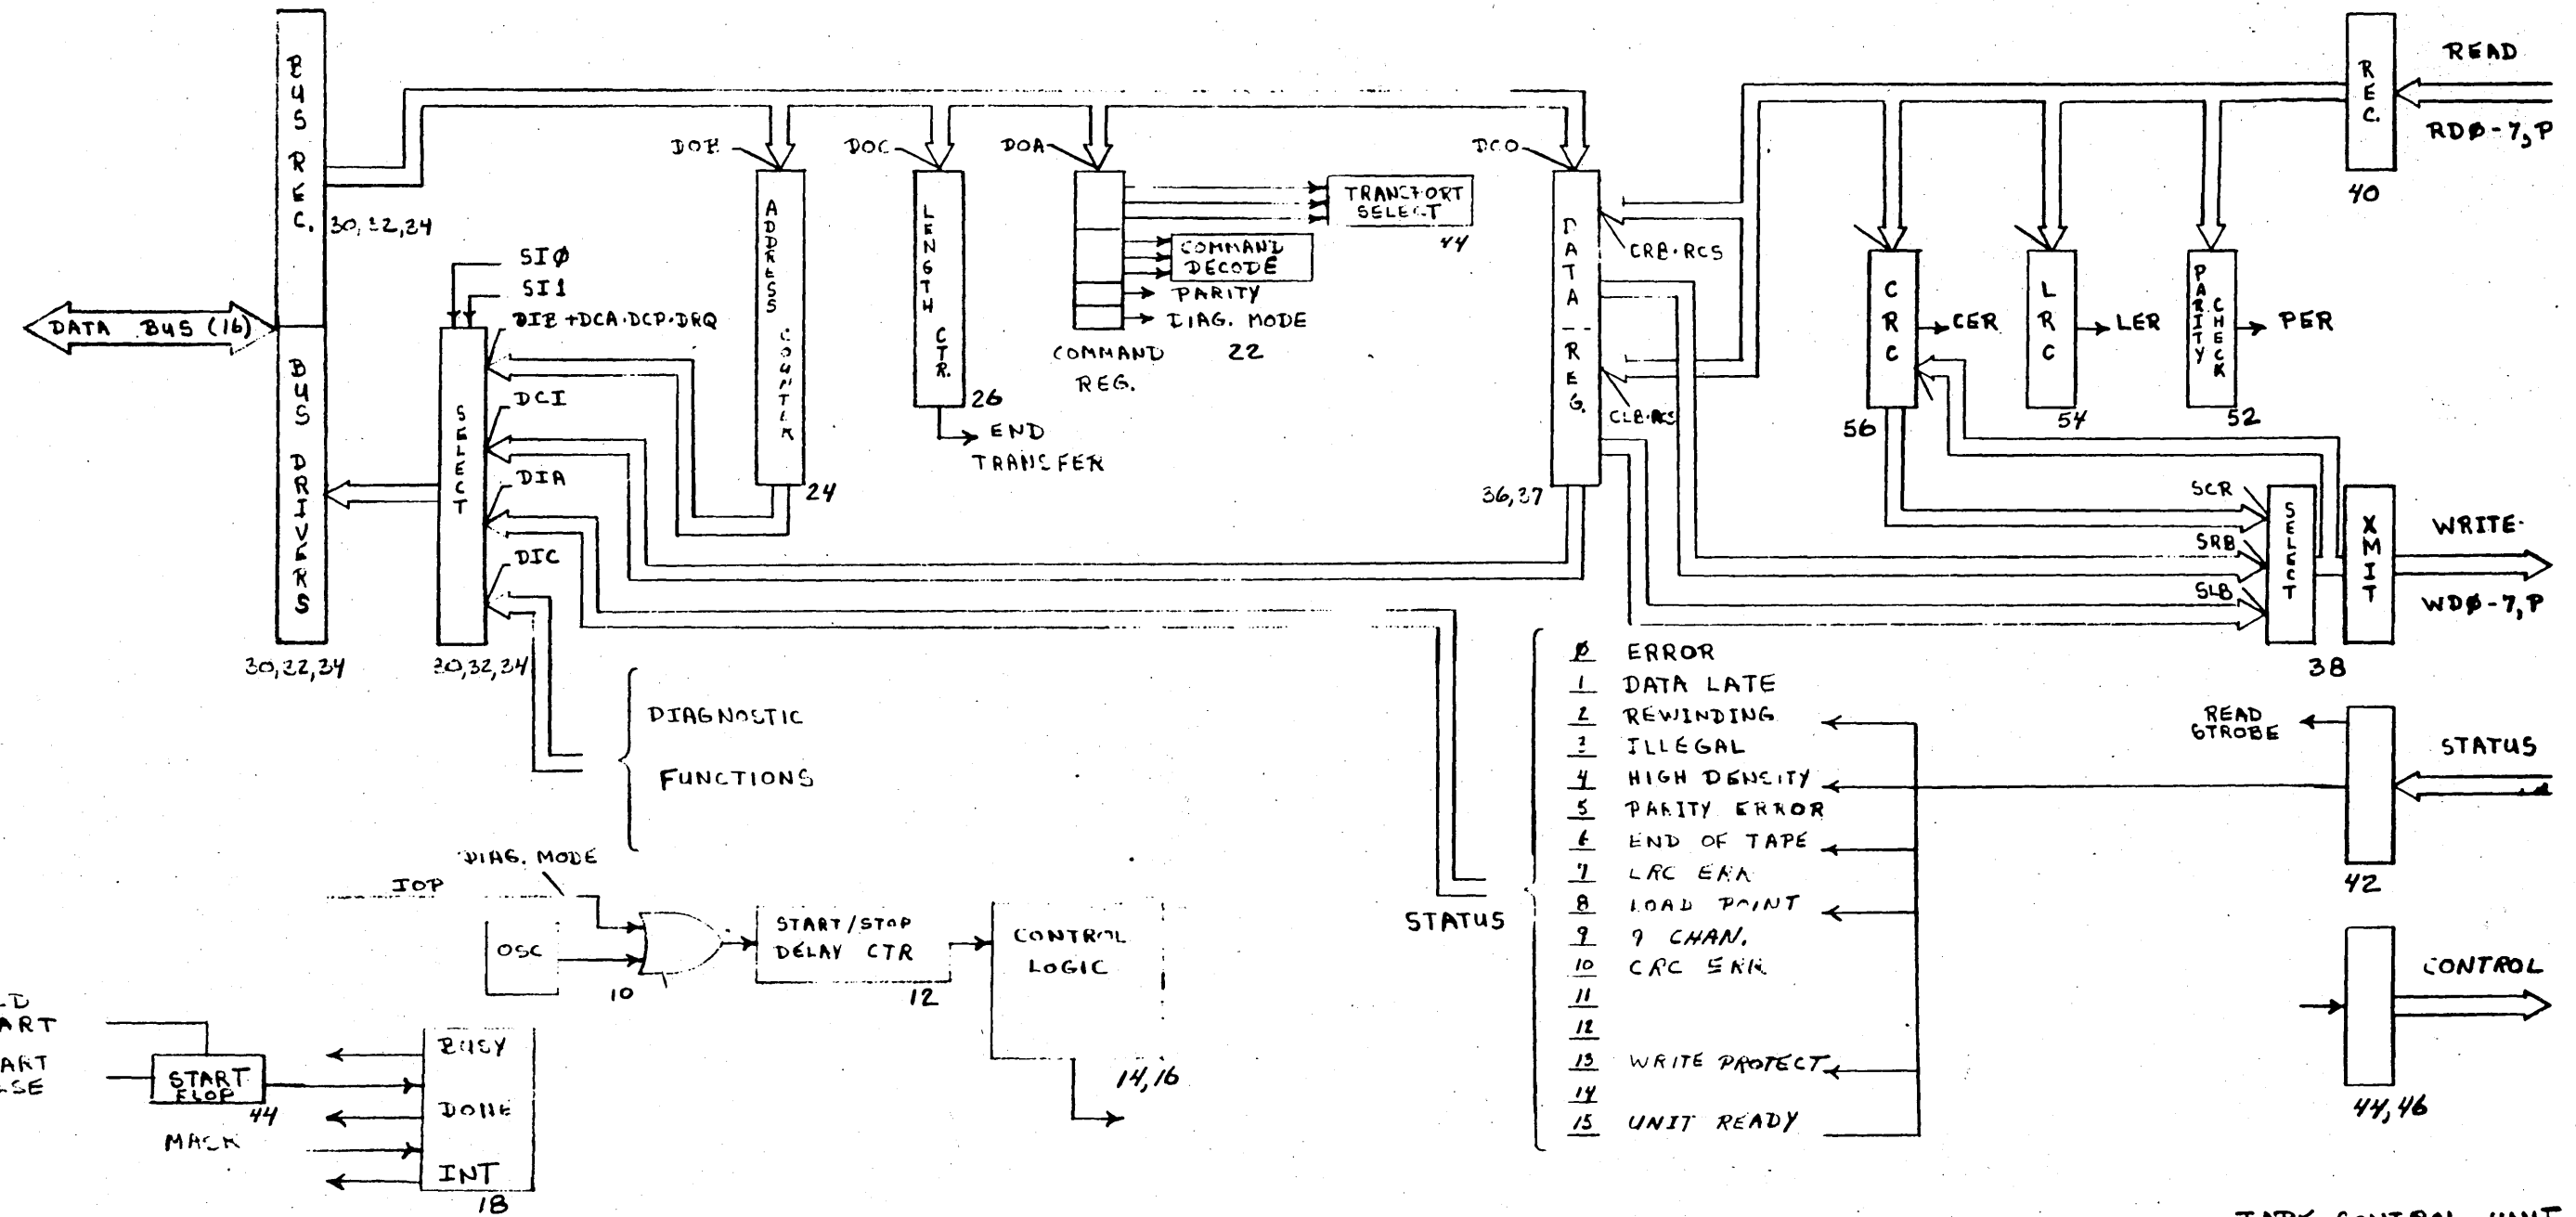 BUS REC.
30,32,34
DATA BUS (16)
BUS DRIVERS
30,32,34
SIØ
SI1
DIB+DCA·DCP·DRQ
DCI
DIA
DIC
SELECT
30,32,34
DOB
ADDRESS COUNTER
24
DOC
LENGTH CTR.
26
END
TRANSFER
DOA
TRANSPORT
SELECT
44
COMMAND
DECODE
PARITY
DIAG. MODE
COMMAND
REG.
22
DCO
DATA REG.
36,37
CRB·RCS
CLB·RCS
REC.
40
READ
RDØ-7,P
CRC
CER
56
LRC
LER
54
PARITY CHECK
PER
52
SCR
SRB
SLB
SELECT
XMIT
38
WRITE
WDØ-7,P
DIAGNOSTIC
FUNCTIONS
STATUS
Ø ERROR
1 DATA LATE
2 REWINDING
3 ILLEGAL
4 HIGH DENSITY
5 PARITY ERROR
6 END OF TAPE
7 LRC ERR
8 LOAD POINT
9 9 CHAN.
10 CRC ERR
11
12
13 WRITE PROTECT
14
15 UNIT READY
READ
STROBE
STATUS
42
CONTROL
44,46
DIAG. MODE
IOP
OSC
10
START/STOP
DELAY CTR
12
CONTROL
LOGIC
14,16
START
FLOP
44
MASK
BUSY
DONE
INT
18
TAPE CONTROL UNIT